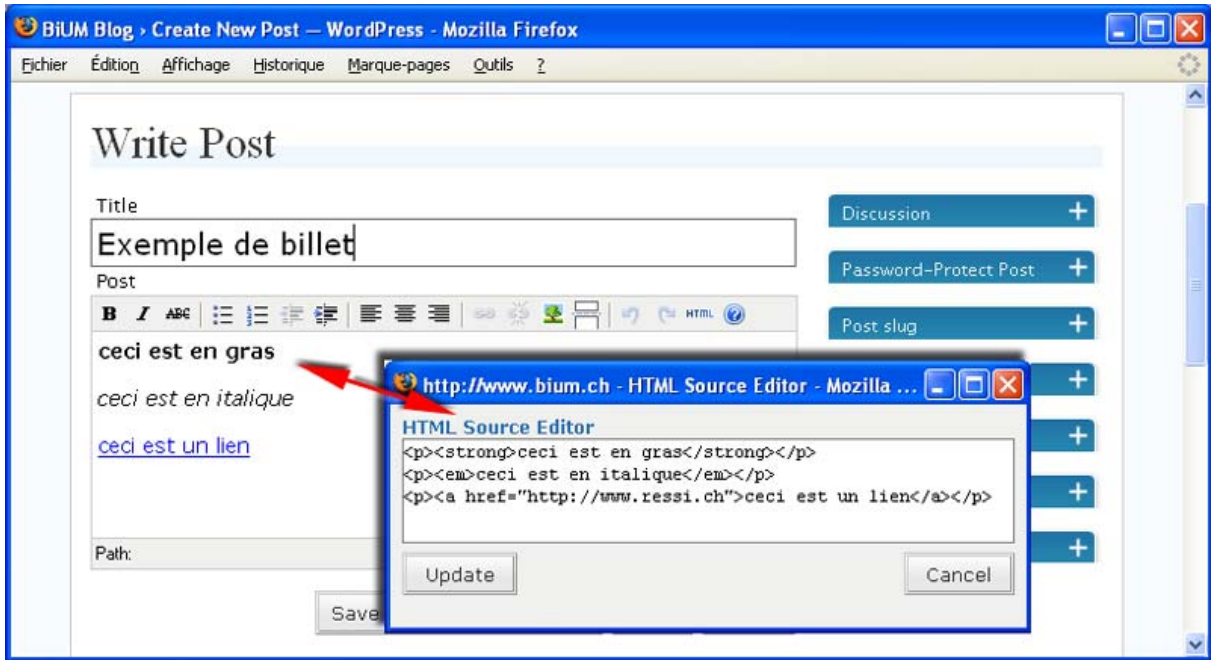 BiUM Blog › Create New Post — WordPress - Mozilla Firefox
Fichier Édition Affichage Historique Marque-pages Outils ?
Write Post
Title
Exemple de billet
Post
B I ABC HTML ?
ceci est en gras
ceci est en italique
ceci est un lien
Path:
Save
Discussion
Password-Protect Post
Post slug
http://www.bium.ch - HTML Source Editor - Mozilla ...
HTML Source Editor
<p><strong>ceci est en gras</strong></p>
<p><em>ceci est en italique</em></p>
<p><a href="http://www.ressi.ch">ceci est un lien</a></p>
Update Cancel